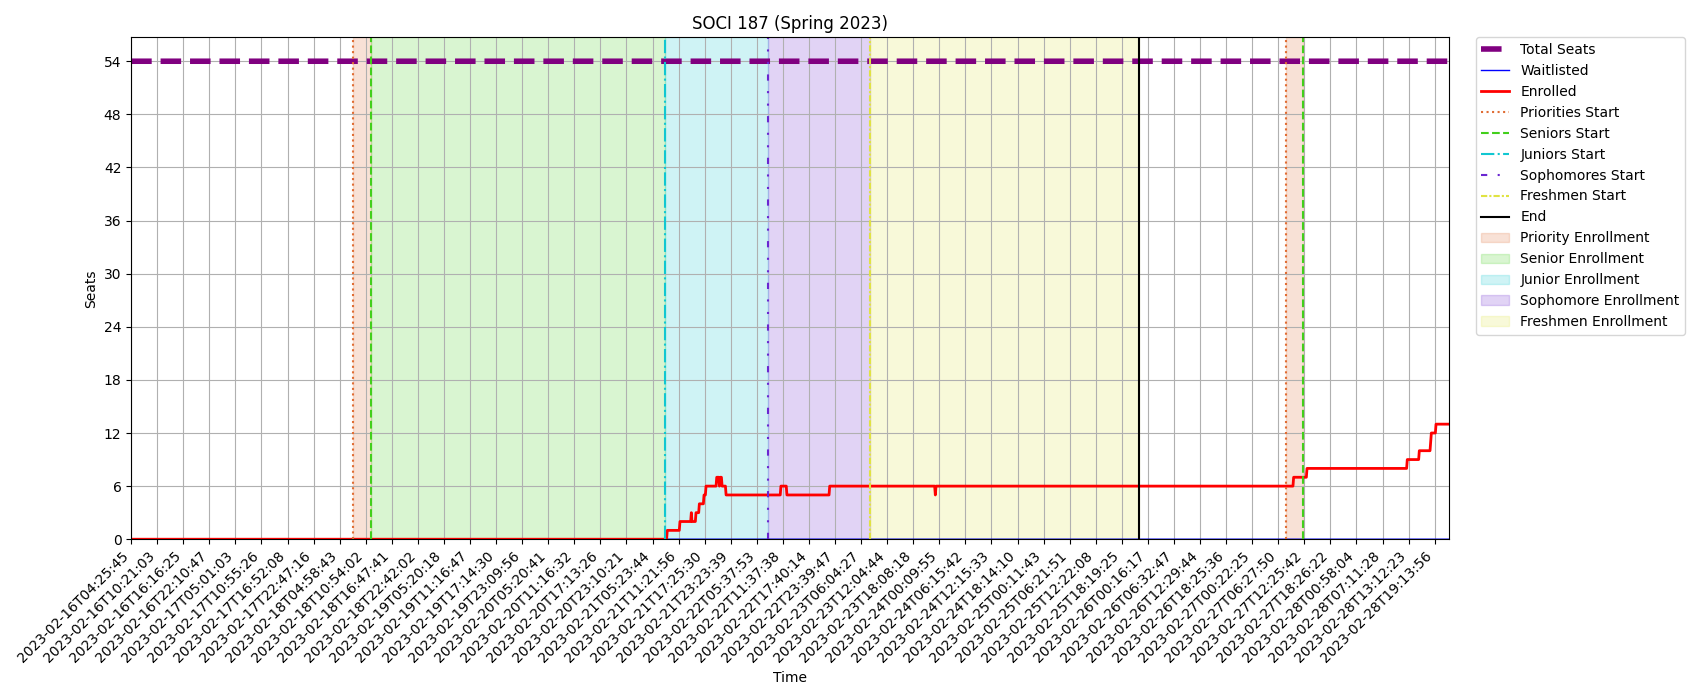 SOCI 187 (Spring 2023)
Seats
54
48
42
36
30
24
18
12
6
0
2023-02-16T04:25:45
2023-02-16T10:21:03
2023-02-16T16:16:25
2023-02-16T22:10:47
2023-02-17T05:01:03
2023-02-17T10:55:26
2023-02-17T16:52:08
2023-02-17T22:47:16
2023-02-18T04:58:43
2023-02-18T10:54:02
2023-02-18T16:47:41
2023-02-18T22:42:02
2023-02-19T05:20:18
2023-02-19T11:16:47
2023-02-19T17:14:30
2023-02-19T23:09:56
2023-02-20T05:20:41
2023-02-20T11:16:32
2023-02-20T17:13:26
2023-02-20T23:10:21
2023-02-21T05:23:44
2023-02-21T11:21:56
2023-02-21T17:25:30
2023-02-21T23:23:39
2023-02-22T05:37:53
2023-02-22T11:37:38
2023-02-22T17:40:14
2023-02-22T23:39:47
2023-02-23T06:04:27
2023-02-23T12:04:44
2023-02-23T18:08:18
2023-02-24T00:09:55
2023-02-24T06:15:42
2023-02-24T12:15:33
2023-02-24T18:14:10
2023-02-25T00:11:43
2023-02-25T06:21:51
2023-02-25T12:22:08
2023-02-25T18:19:25
2023-02-26T00:16:17
2023-02-26T06:32:47
2023-02-26T12:29:44
2023-02-26T18:25:36
2023-02-27T00:22:25
2023-02-27T06:27:50
2023-02-27T12:25:42
2023-02-27T18:26:22
2023-02-28T00:58:04
2023-02-28T07:11:28
2023-02-28T13:12:23
2023-02-28T19:13:56
Time
Total Seats
Waitlisted
Enrolled
Priorities Start
Seniors Start
Juniors Start
Sophomores Start
Freshmen Start
End
Priority Enrollment
Senior Enrollment
Junior Enrollment
Sophomore Enrollment
Freshmen Enrollment